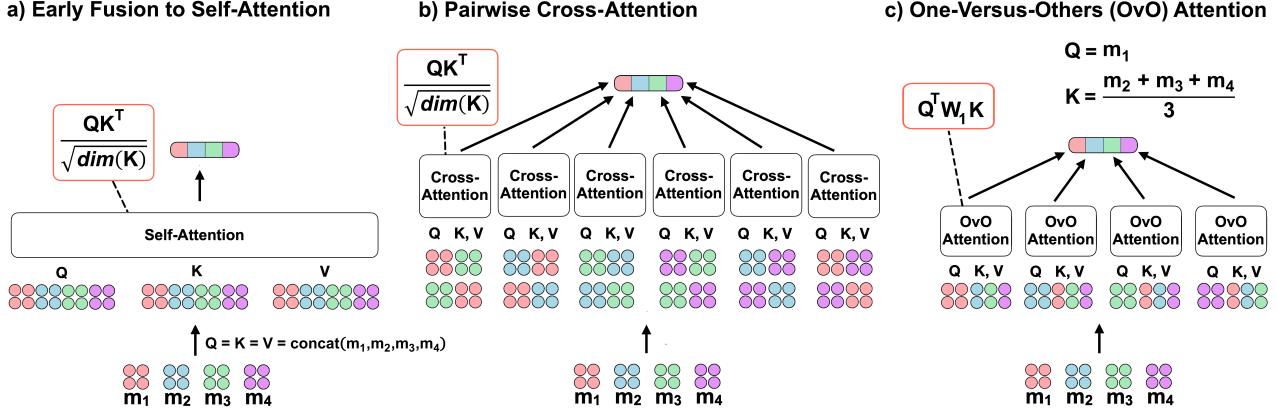 a) Early Fusion to Self-Attention
QK^T
√dim(K)
Self-Attention
Q K V
Q = K = V = concat(m₁,m₂,m₃,m₄)
m₁ m₂ m₃ m₄
b) Pairwise Cross-Attention
QK^T
√dim(K)
Cross-Attention Cross-Attention Cross-Attention Cross-Attention Cross-Attention Cross-Attention
Q K, V Q K, V Q K, V Q K, V Q K, V Q K, V
m₁ m₂ m₃ m₄
c) One-Versus-Others (OvO) Attention
Q = m₁
K = m₂ + m₃ + m₄
3
Q^T W₁ K
OvO Attention OvO Attention OvO Attention OvO Attention
Q K, V Q K, V Q K, V Q K, V
m₁ m₂ m₃ m₄